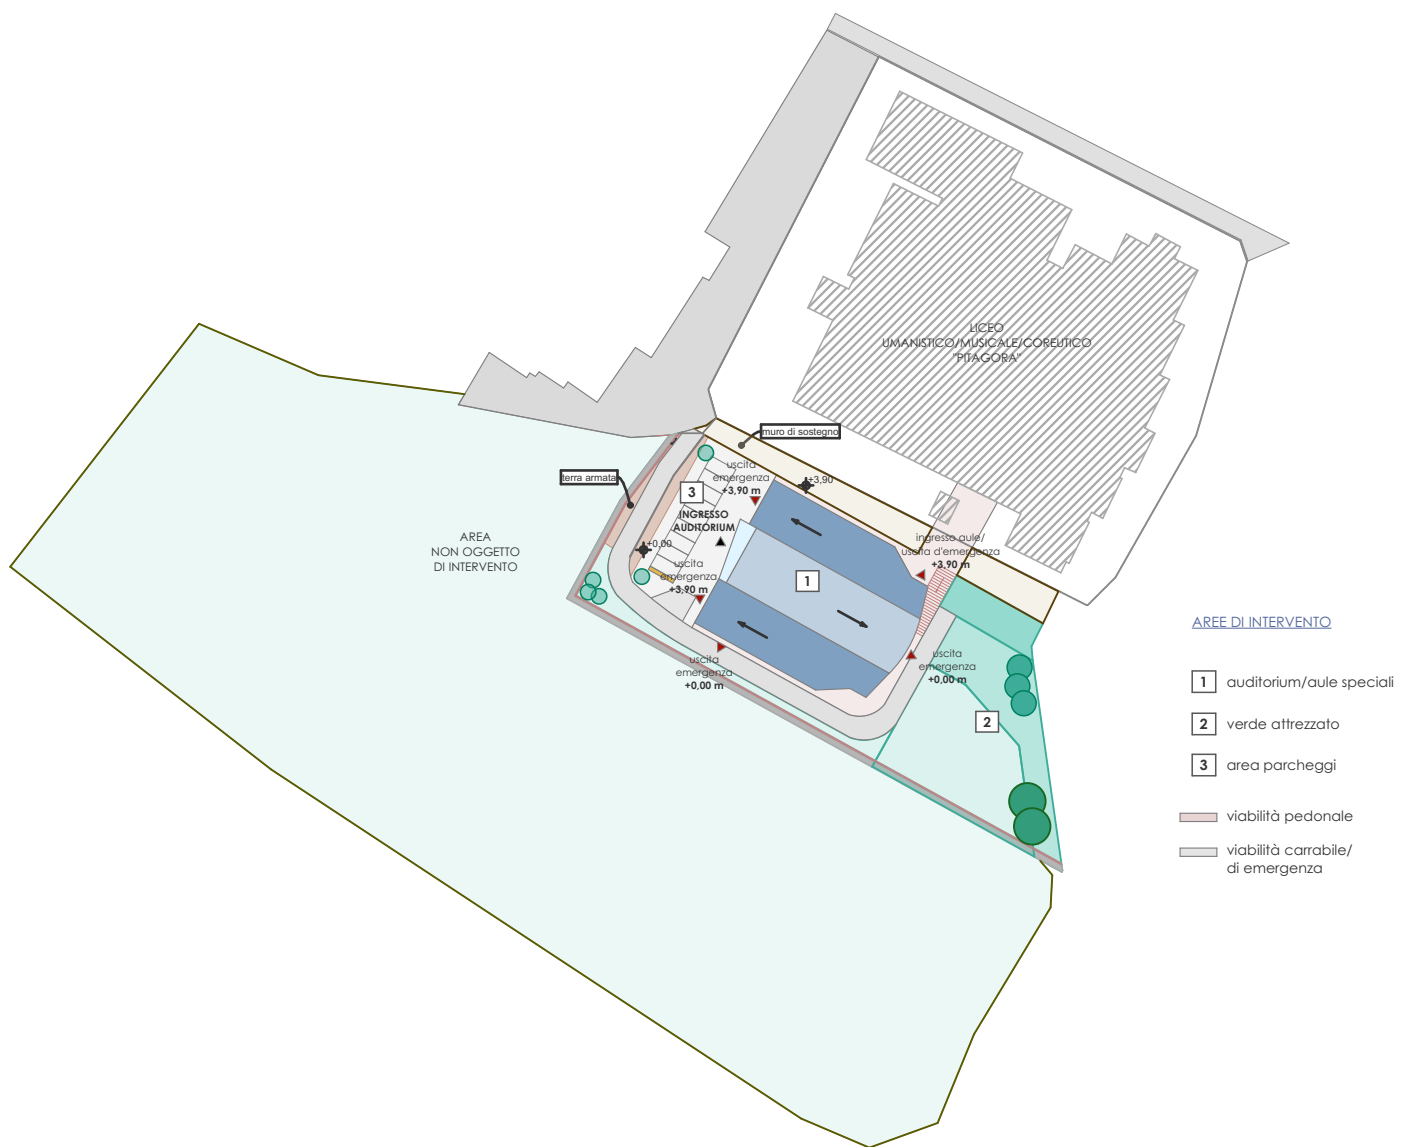 LICEO
UMANISTICO/MUSICALE/COREUTICO
"PITAGORA"
muro di sostegno
terra armata
uscita
emergenza
+3,90 m
+3,90
3
INGRESSO
AUDITORIUM
+0,00
uscita
emergenza
+3,90 m
ingresso aule/
uscita d'emergenza
+3,90 m
1
AREA
NON OGGETTO
DI INTERVENTO
uscita
emergenza
+0,00 m
uscita
emergenza
+0,00 m
2
AREE DI INTERVENTO
1 auditorium/aule speciali
2 verde attrezzato
3 area parcheggi
viabilità pedonale
viabilità carrabile/
di emergenza